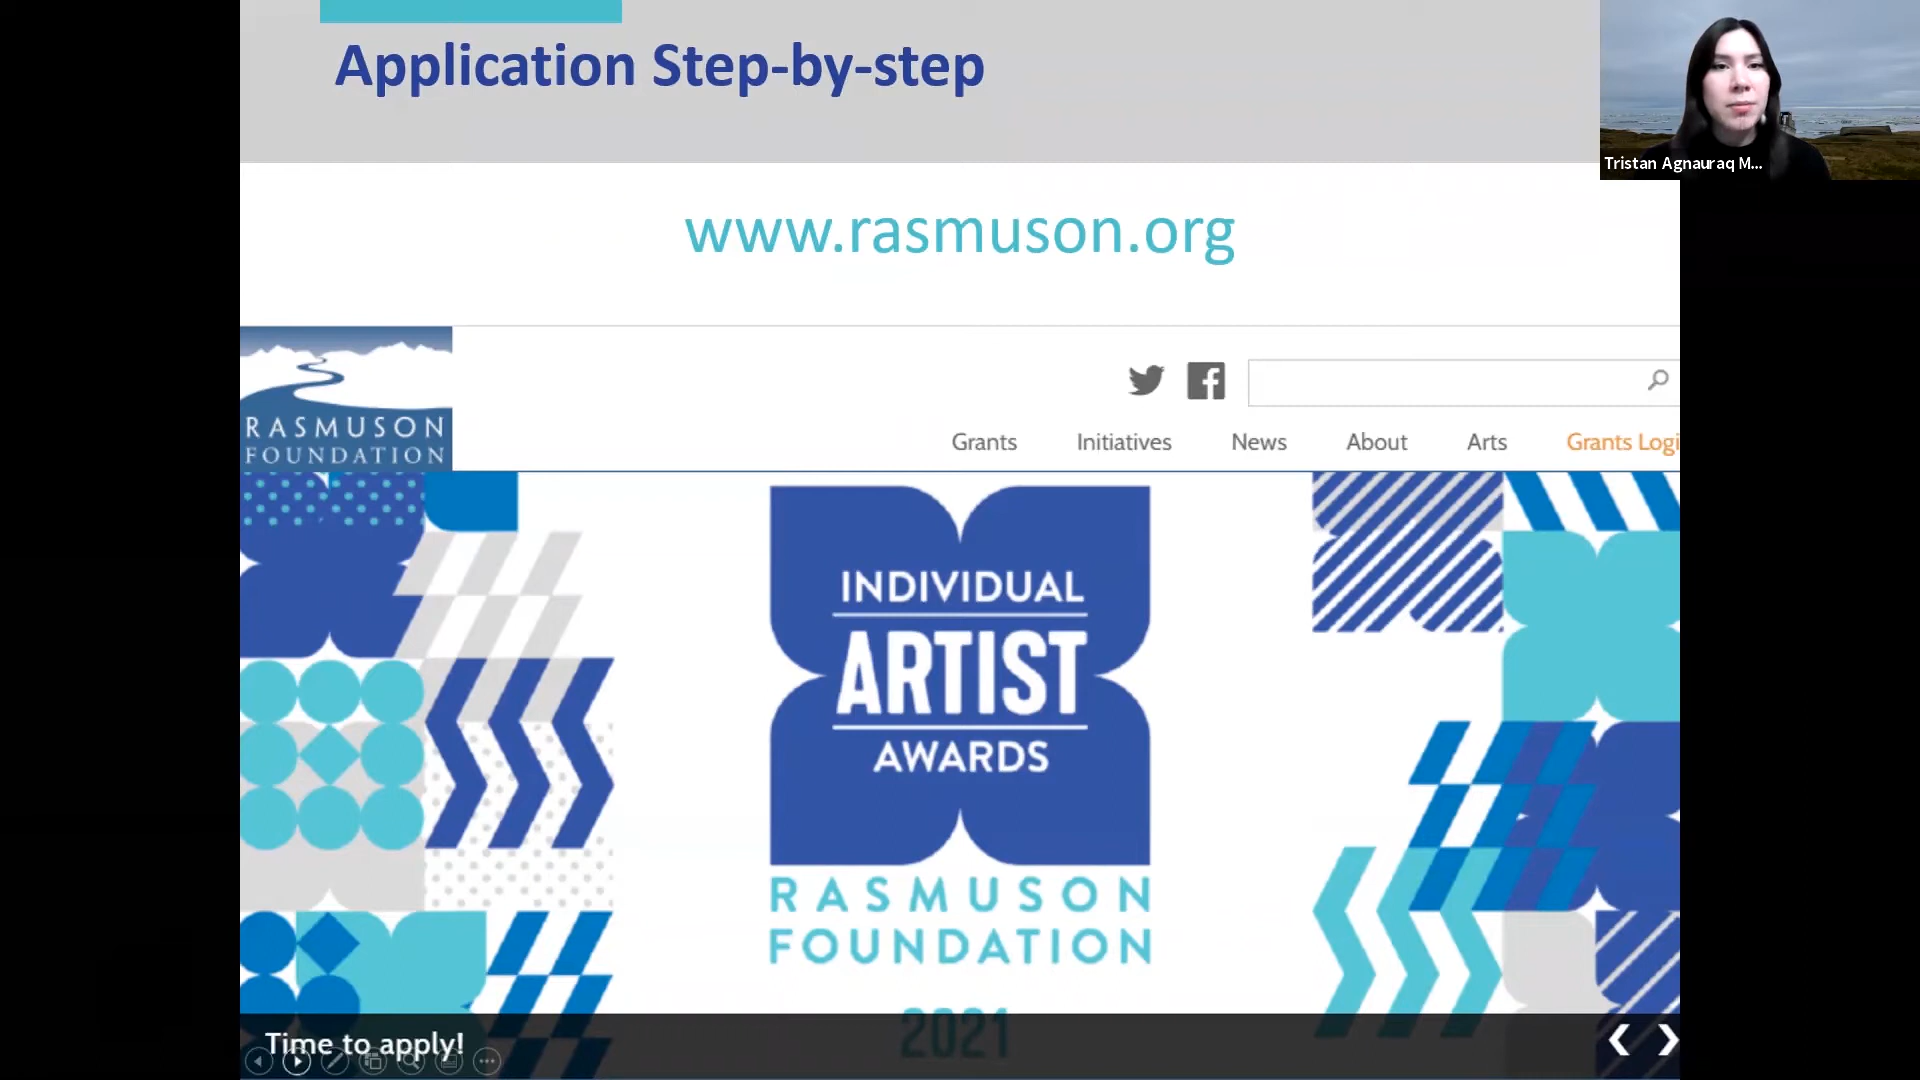 Application Step-by-step
Tristan Agnauraq M...
www.rasmuson.org
RASMUSON
FOUNDATION
Grants Initiatives News About Arts Grants Logi
INDIVIDUAL
ARTIST
AWARDS
RASMUSON
FOUNDATION
2021
Time to apply!